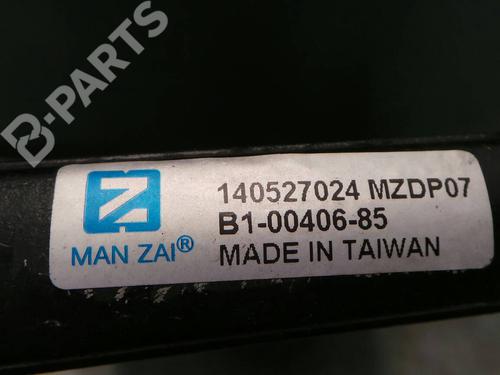 B-PARTS
140527024 MZDP07
B1-00406-85
MAN ZAI® MADE IN TAIWAN